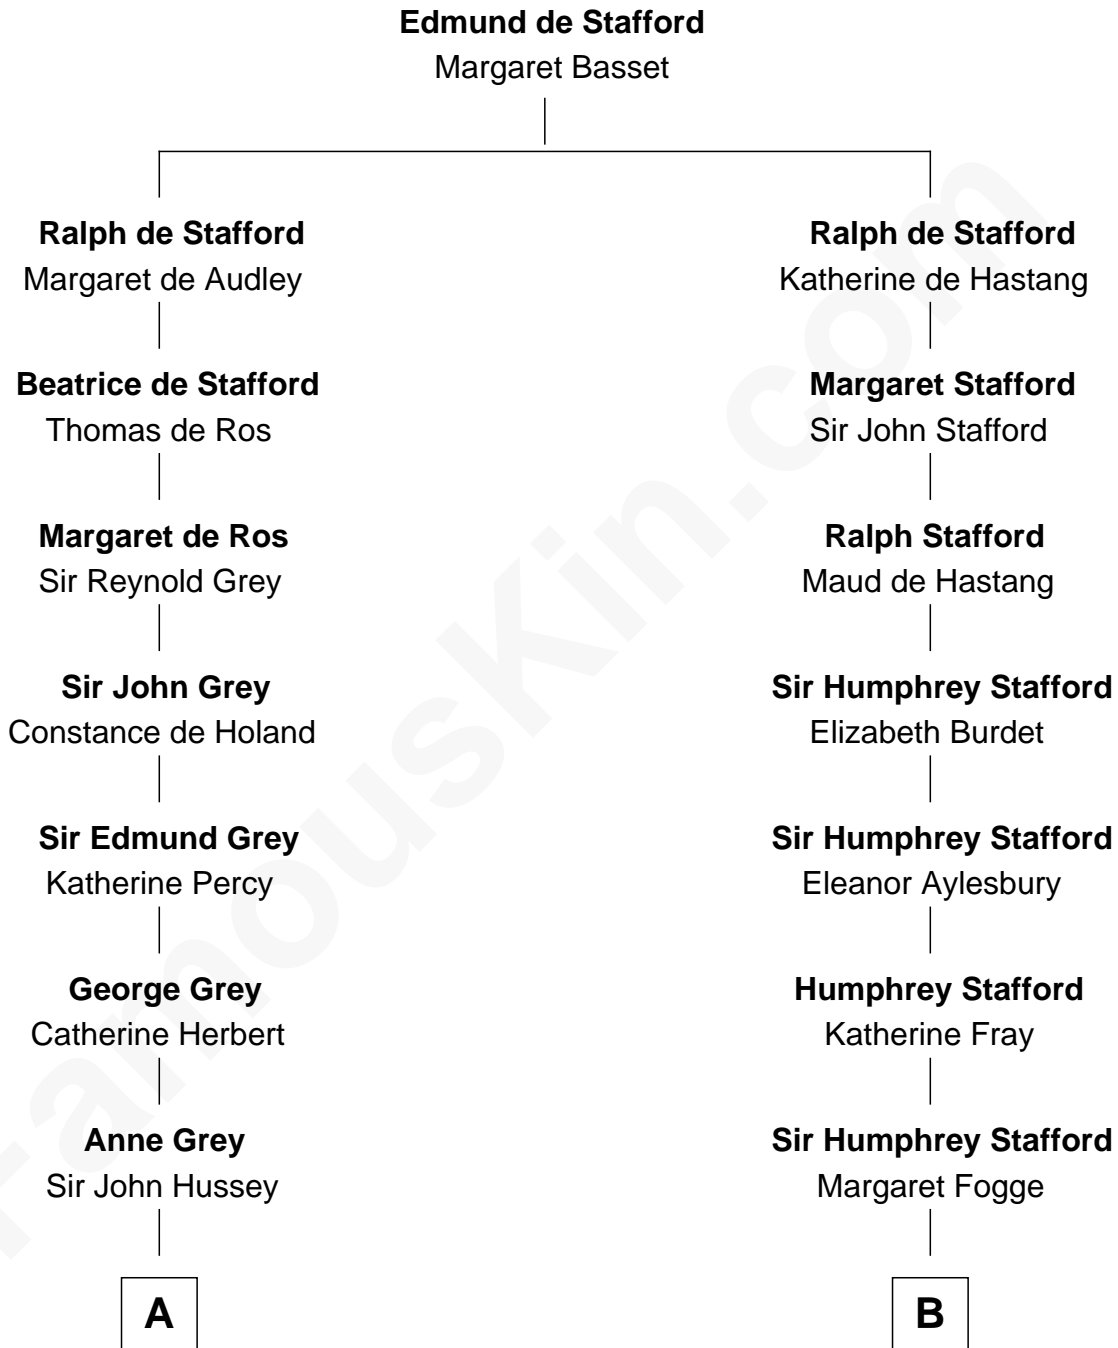 Edmund de Stafford
Margaret Basset
Ralph de Stafford
Margaret de Audley
Beatrice de Stafford
Thomas de Ros
Margaret de Ros
Sir Reynold Grey
Sir John Grey
Constance de Holand
Sir Edmund Grey
Katherine Percy
George Grey
Catherine Herbert
Anne Grey
Sir John Hussey
A
Ralph de Stafford
Katherine de Hastang
Margaret Stafford
Sir John Stafford
Ralph Stafford
Maud de Hastang
Sir Humphrey Stafford
Elizabeth Burdet
Sir Humphrey Stafford
Eleanor Aylesbury
Humphrey Stafford
Katherine Fray
Sir Humphrey Stafford
Margaret Fogge
B
FamousKin.com